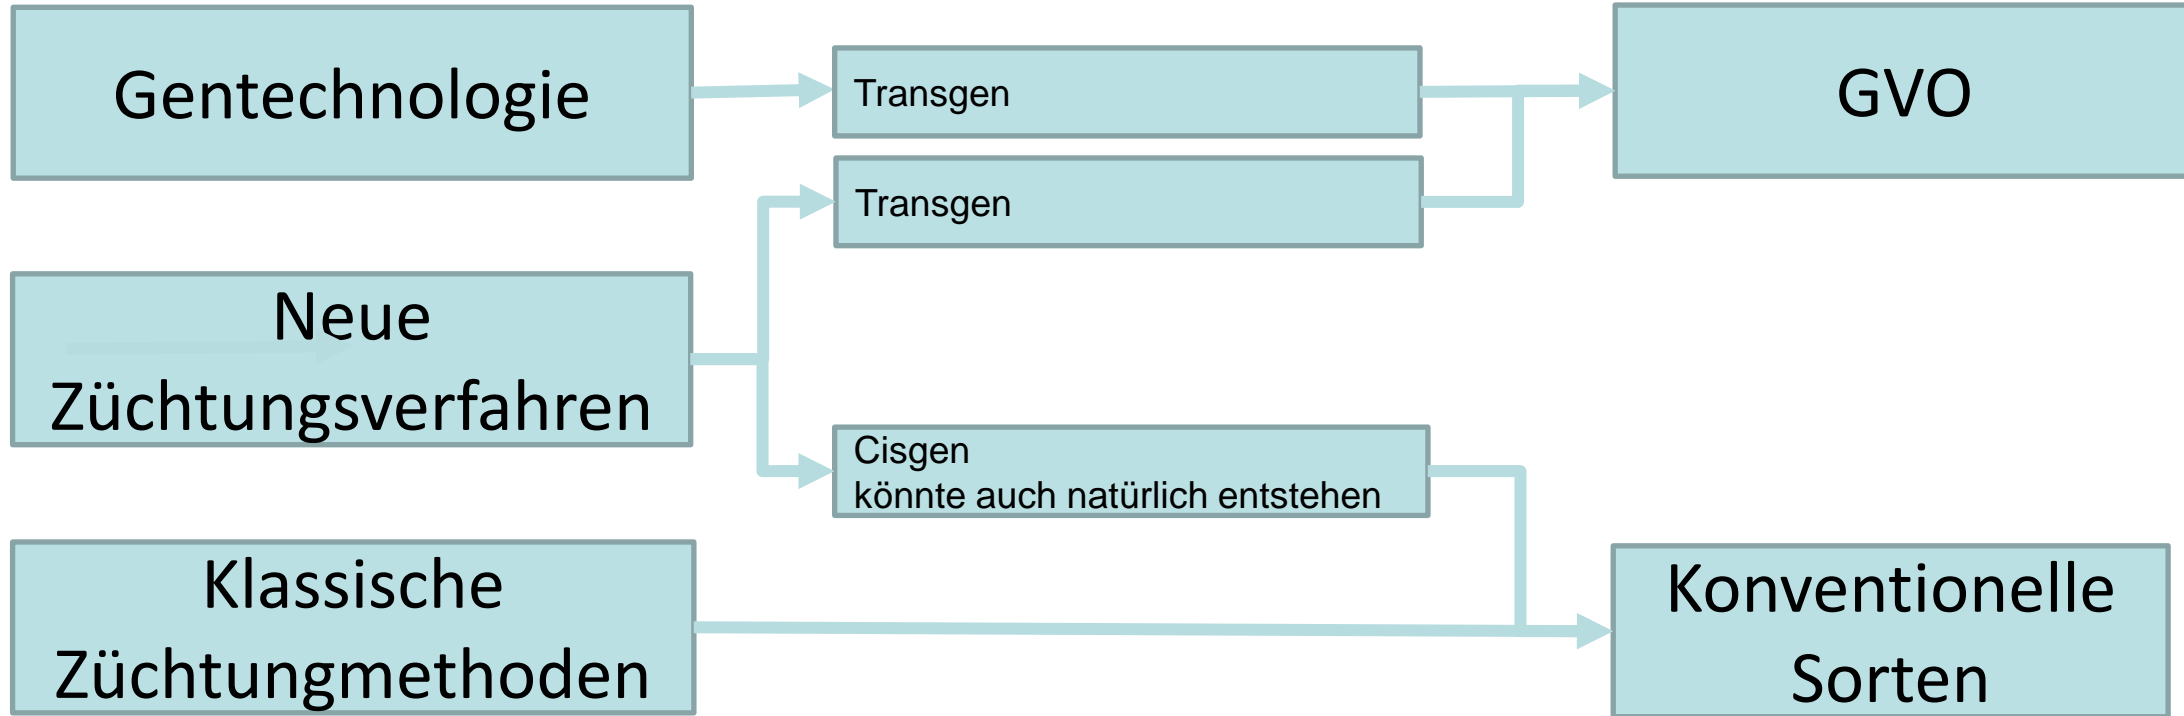 Gentechnologie
Transgen
GVO
Transgen
Neue
Züchtungsverfahren
Cisgen
könnte auch natürlich entstehen
Klassische
Züchtungmethoden
Konventionelle
Sorten